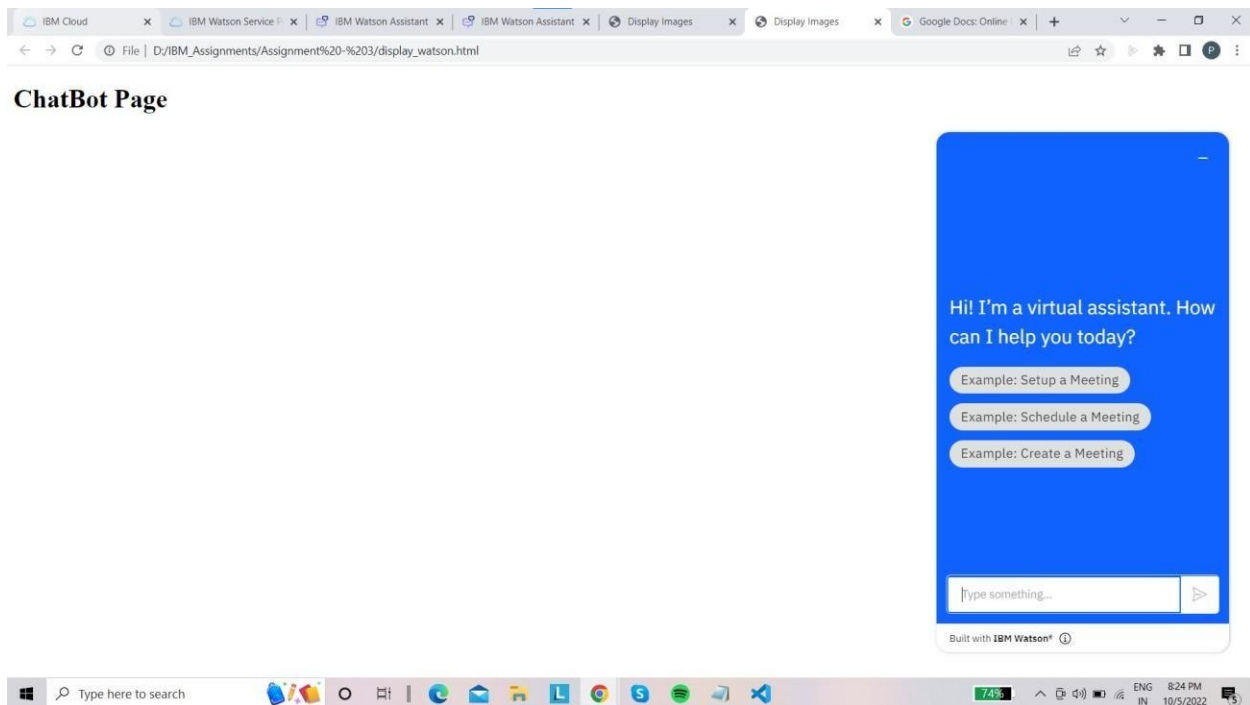 IBM Cloud
IBM Watson Service P
IBM Watson Assistant
IBM Watson Assistant
Display Images
Display Images
Google Docs: Online
File | D:/IBM_Assignments/Assignment%20-%203/display_watson.html
P
ChatBot Page
Hi! I'm a virtual assistant. How
can I help you today?
Example: Setup a Meeting
Example: Schedule a Meeting
Example: Create a Meeting
Type something...
Built with IBM Watson®
Type here to search
L
S
74%
ENG
IN
8:24 PM
10/5/2022
5